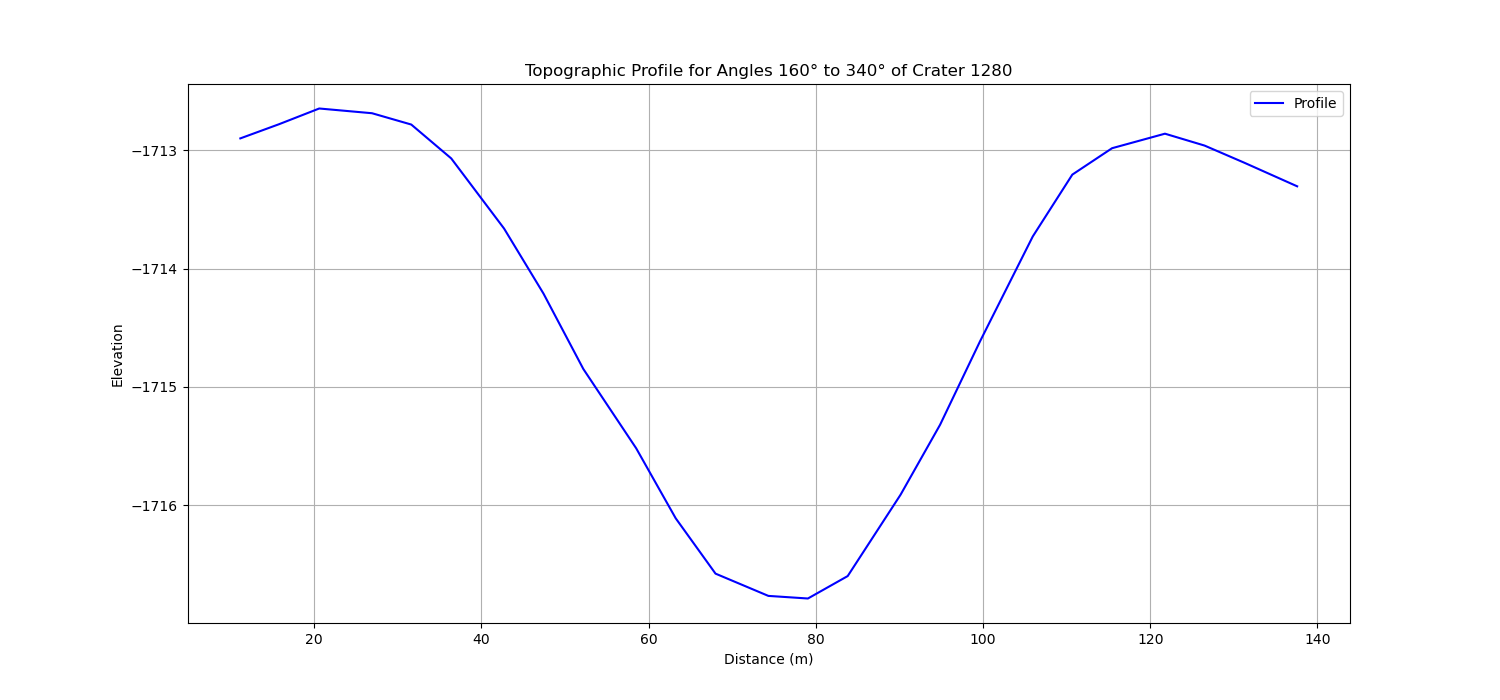 Topographic Profile for Angles 160° to 340° of Crater 1280
Profile
−1713
−1714
−1715
−1716
Elevation
20 40 60 80 100 120 140
Distance (m)